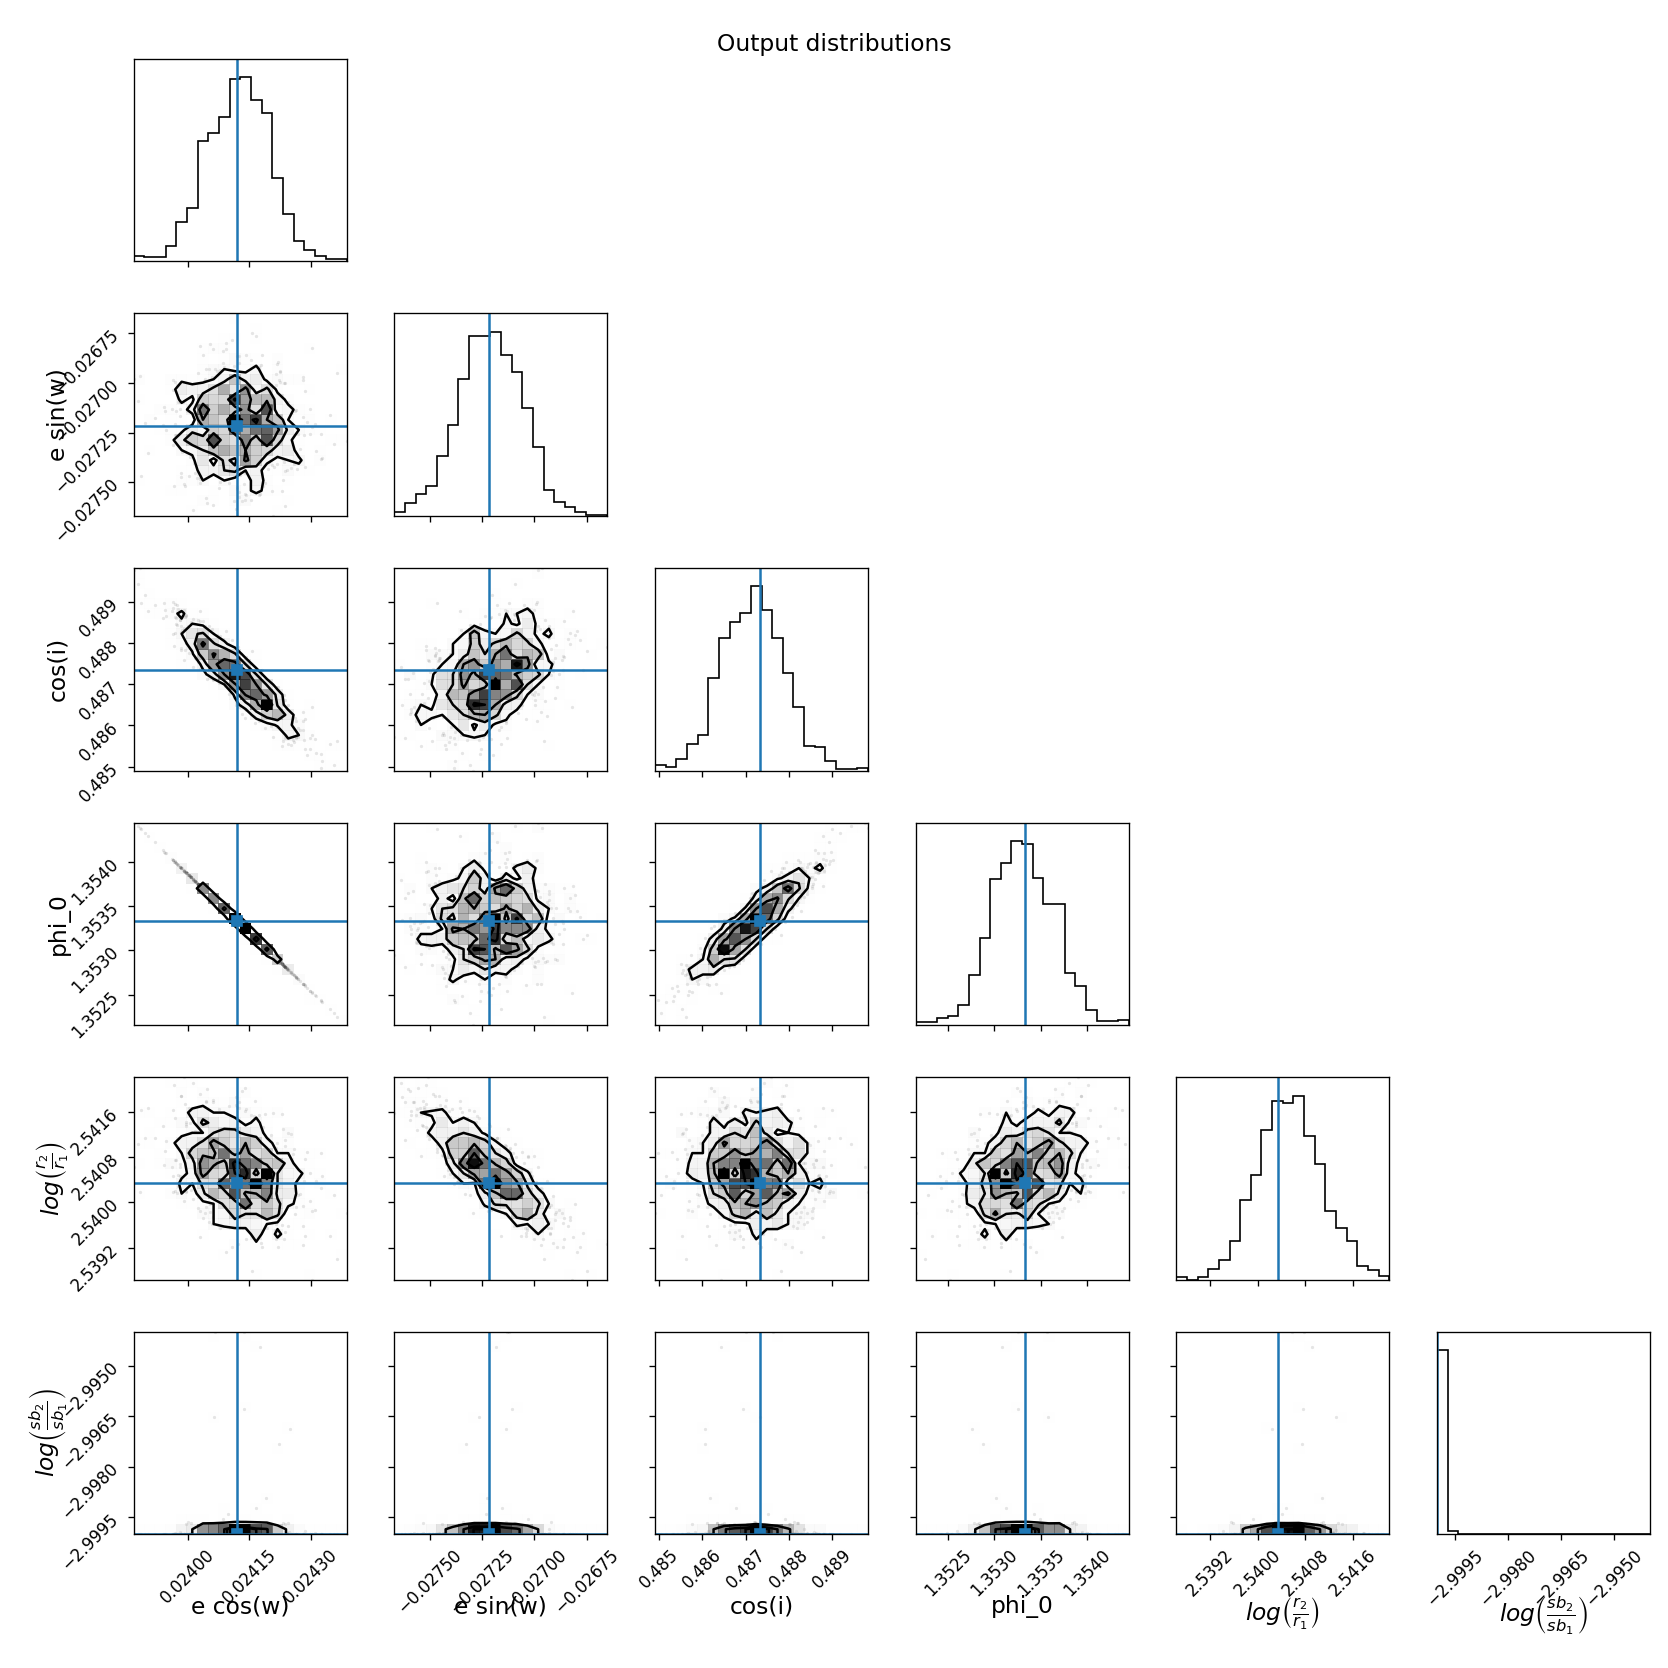 Output distributions
e sin(w)
−0.02675
−0.02700
−0.02725
−0.02750
cos(i)
0.489
0.488
0.487
0.486
0.485
phi_0
1.3540
1.3535
1.3530
1.3525
log(r₂/r₁)
2.5416
2.5408
2.5400
2.5392
log(sb₂/sb₁)
−2.9950
−2.9965
−2.9980
−2.9995
0.02400 0.02415 0.02430
−0.02750 −0.02725 −0.02700 −0.02675
0.485 0.486 0.487 0.488 0.489
1.3525 1.3530 1.3535 1.3540
2.5392 2.5400 2.5408 2.5416
−2.9995 −2.9980 −2.9965 −2.9950
e cos(w) e sin(w) cos(i) phi_0 log(r₂/r₁) log(sb₂/sb₁)